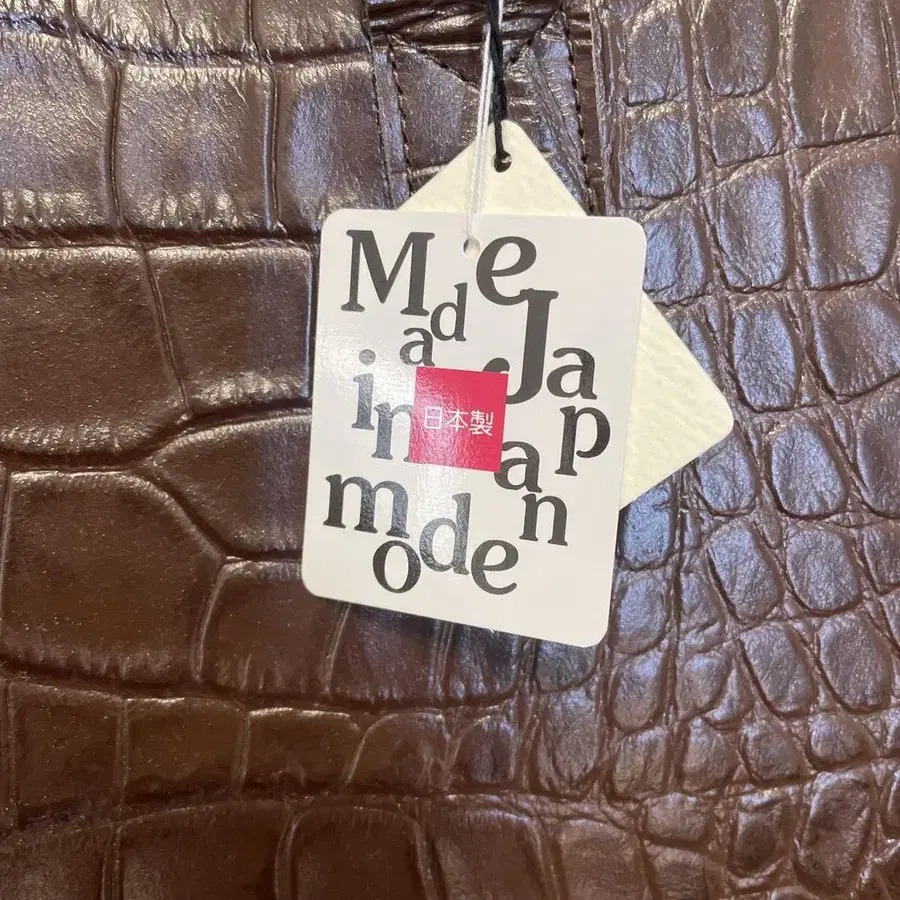 Made
in Japan
日本製
mode